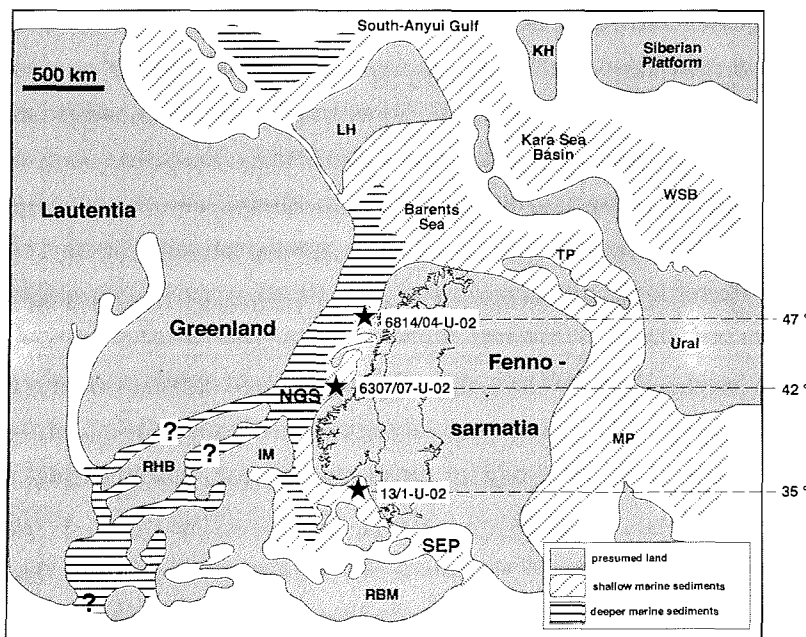 South-Anyui Gulf
500 km
KH
Siberian
Platform
LH
Kara Sea
Basin
Lautentia
WSB
Barents
Sea
TP
6814/04-U-02
47°
Greenland
Ural
Fenno -
NGS
6307/07-U-02
42°
?
sarmatia
?
RHB
IM
MP
13/1-U-02
35°
SEP
RBM
?
presumed land
shallow marine sediments
deeper marine sediments